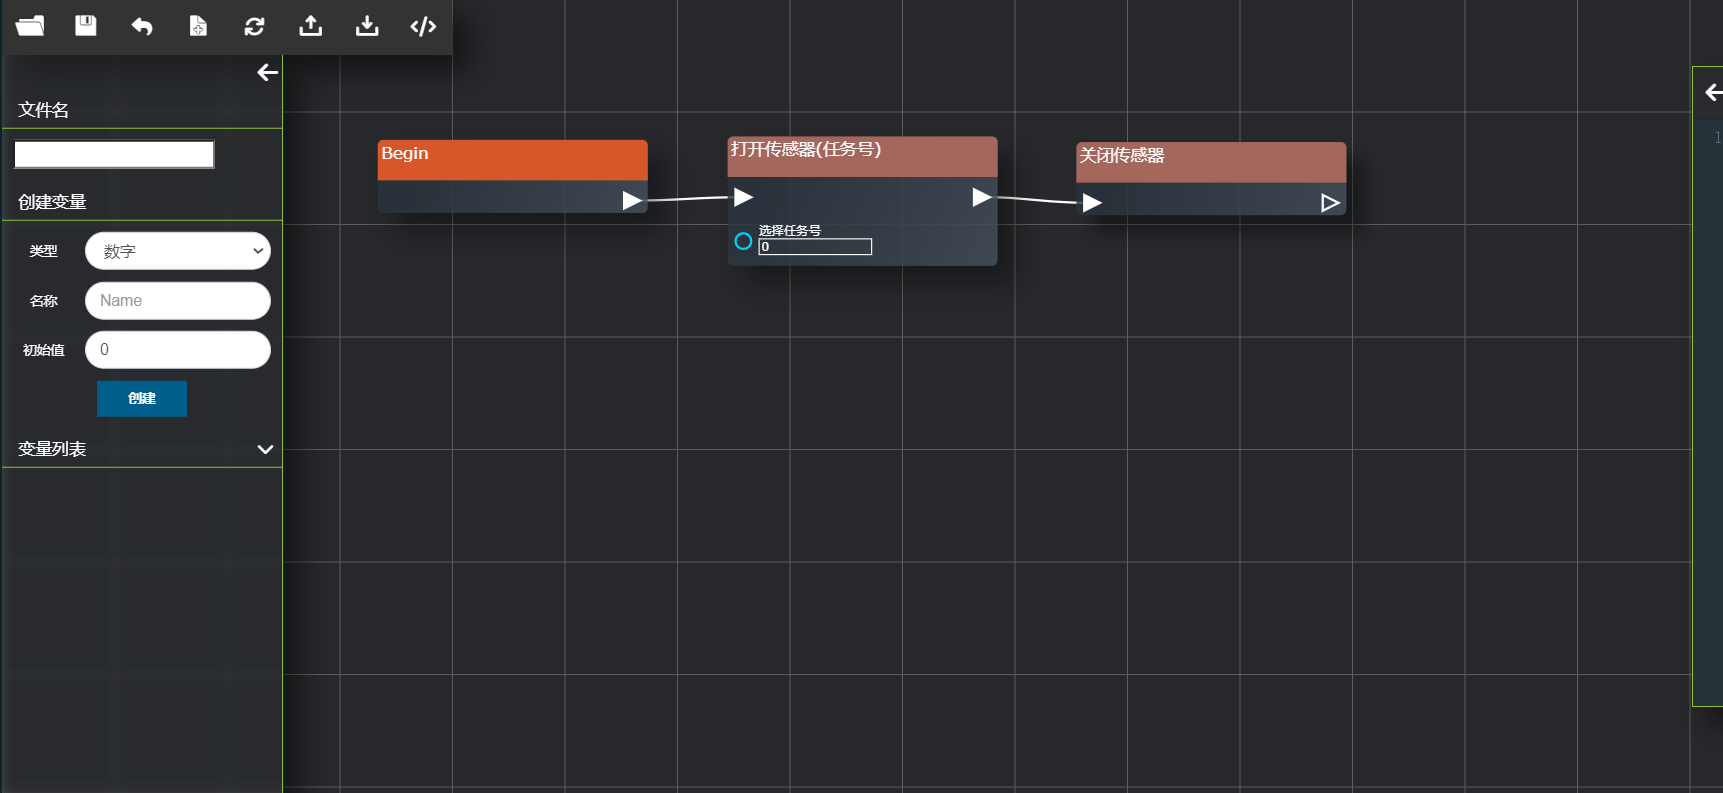 文件名
创建变量
类型
数字
名称
Name
初始值
0
创建
变量列表
Begin
打开传感器(任务号)
选择任务号
0
关闭传感器
1